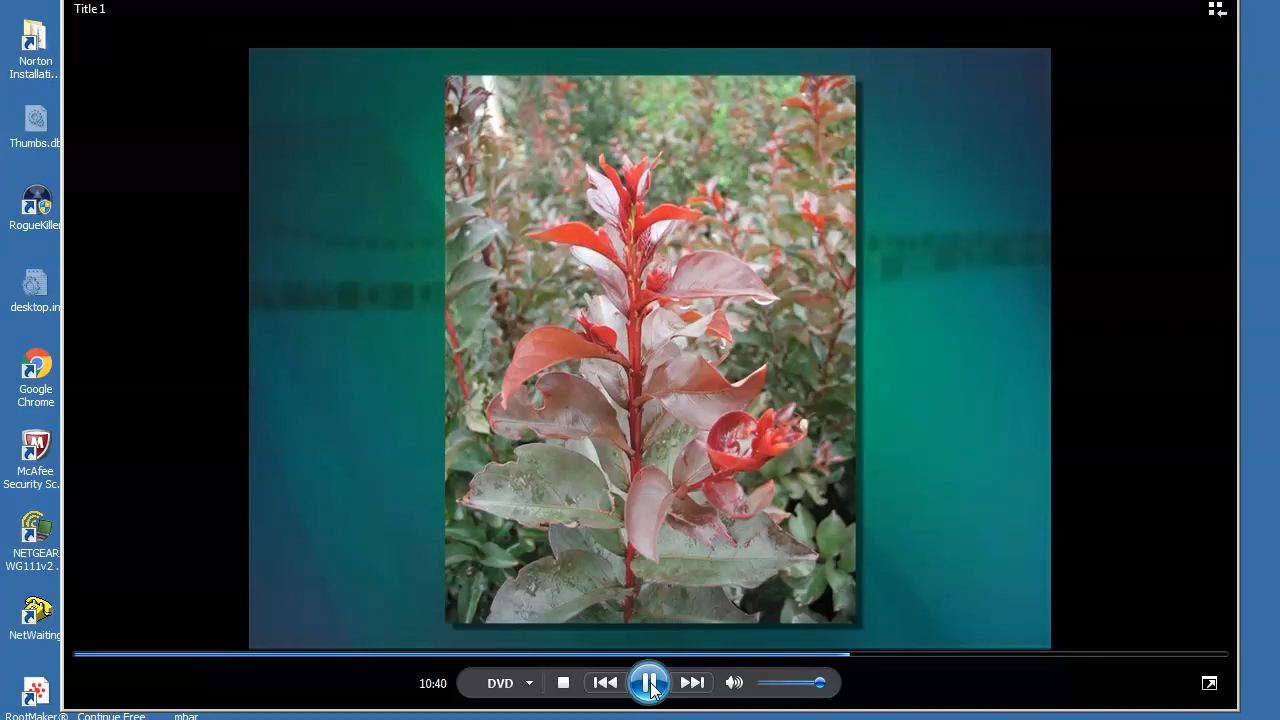 Title 1
Norton
Installati...
Thumbs.db
RogueKiller
desktop.in
Google
Chrome
McAfee
Security Sc...
NETGEAR
WG111v2 ...
NetWaiting
RootMaker®
Continue Free
mbar
10:40
DVD